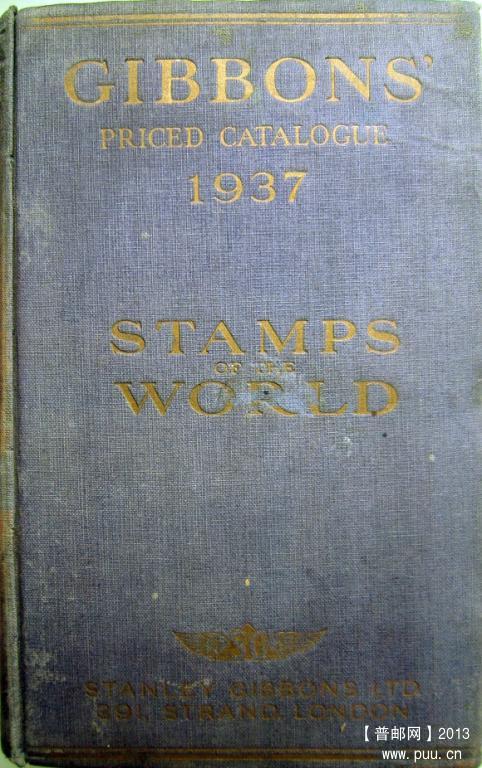 GIBBONS'
PRICED CATALOGUE
1937
STAMPS
OF THE
WORLD
STANLEY GIBBONS LTD
391, STRAND, LONDON
【普邮网】2013
www.puu.cn